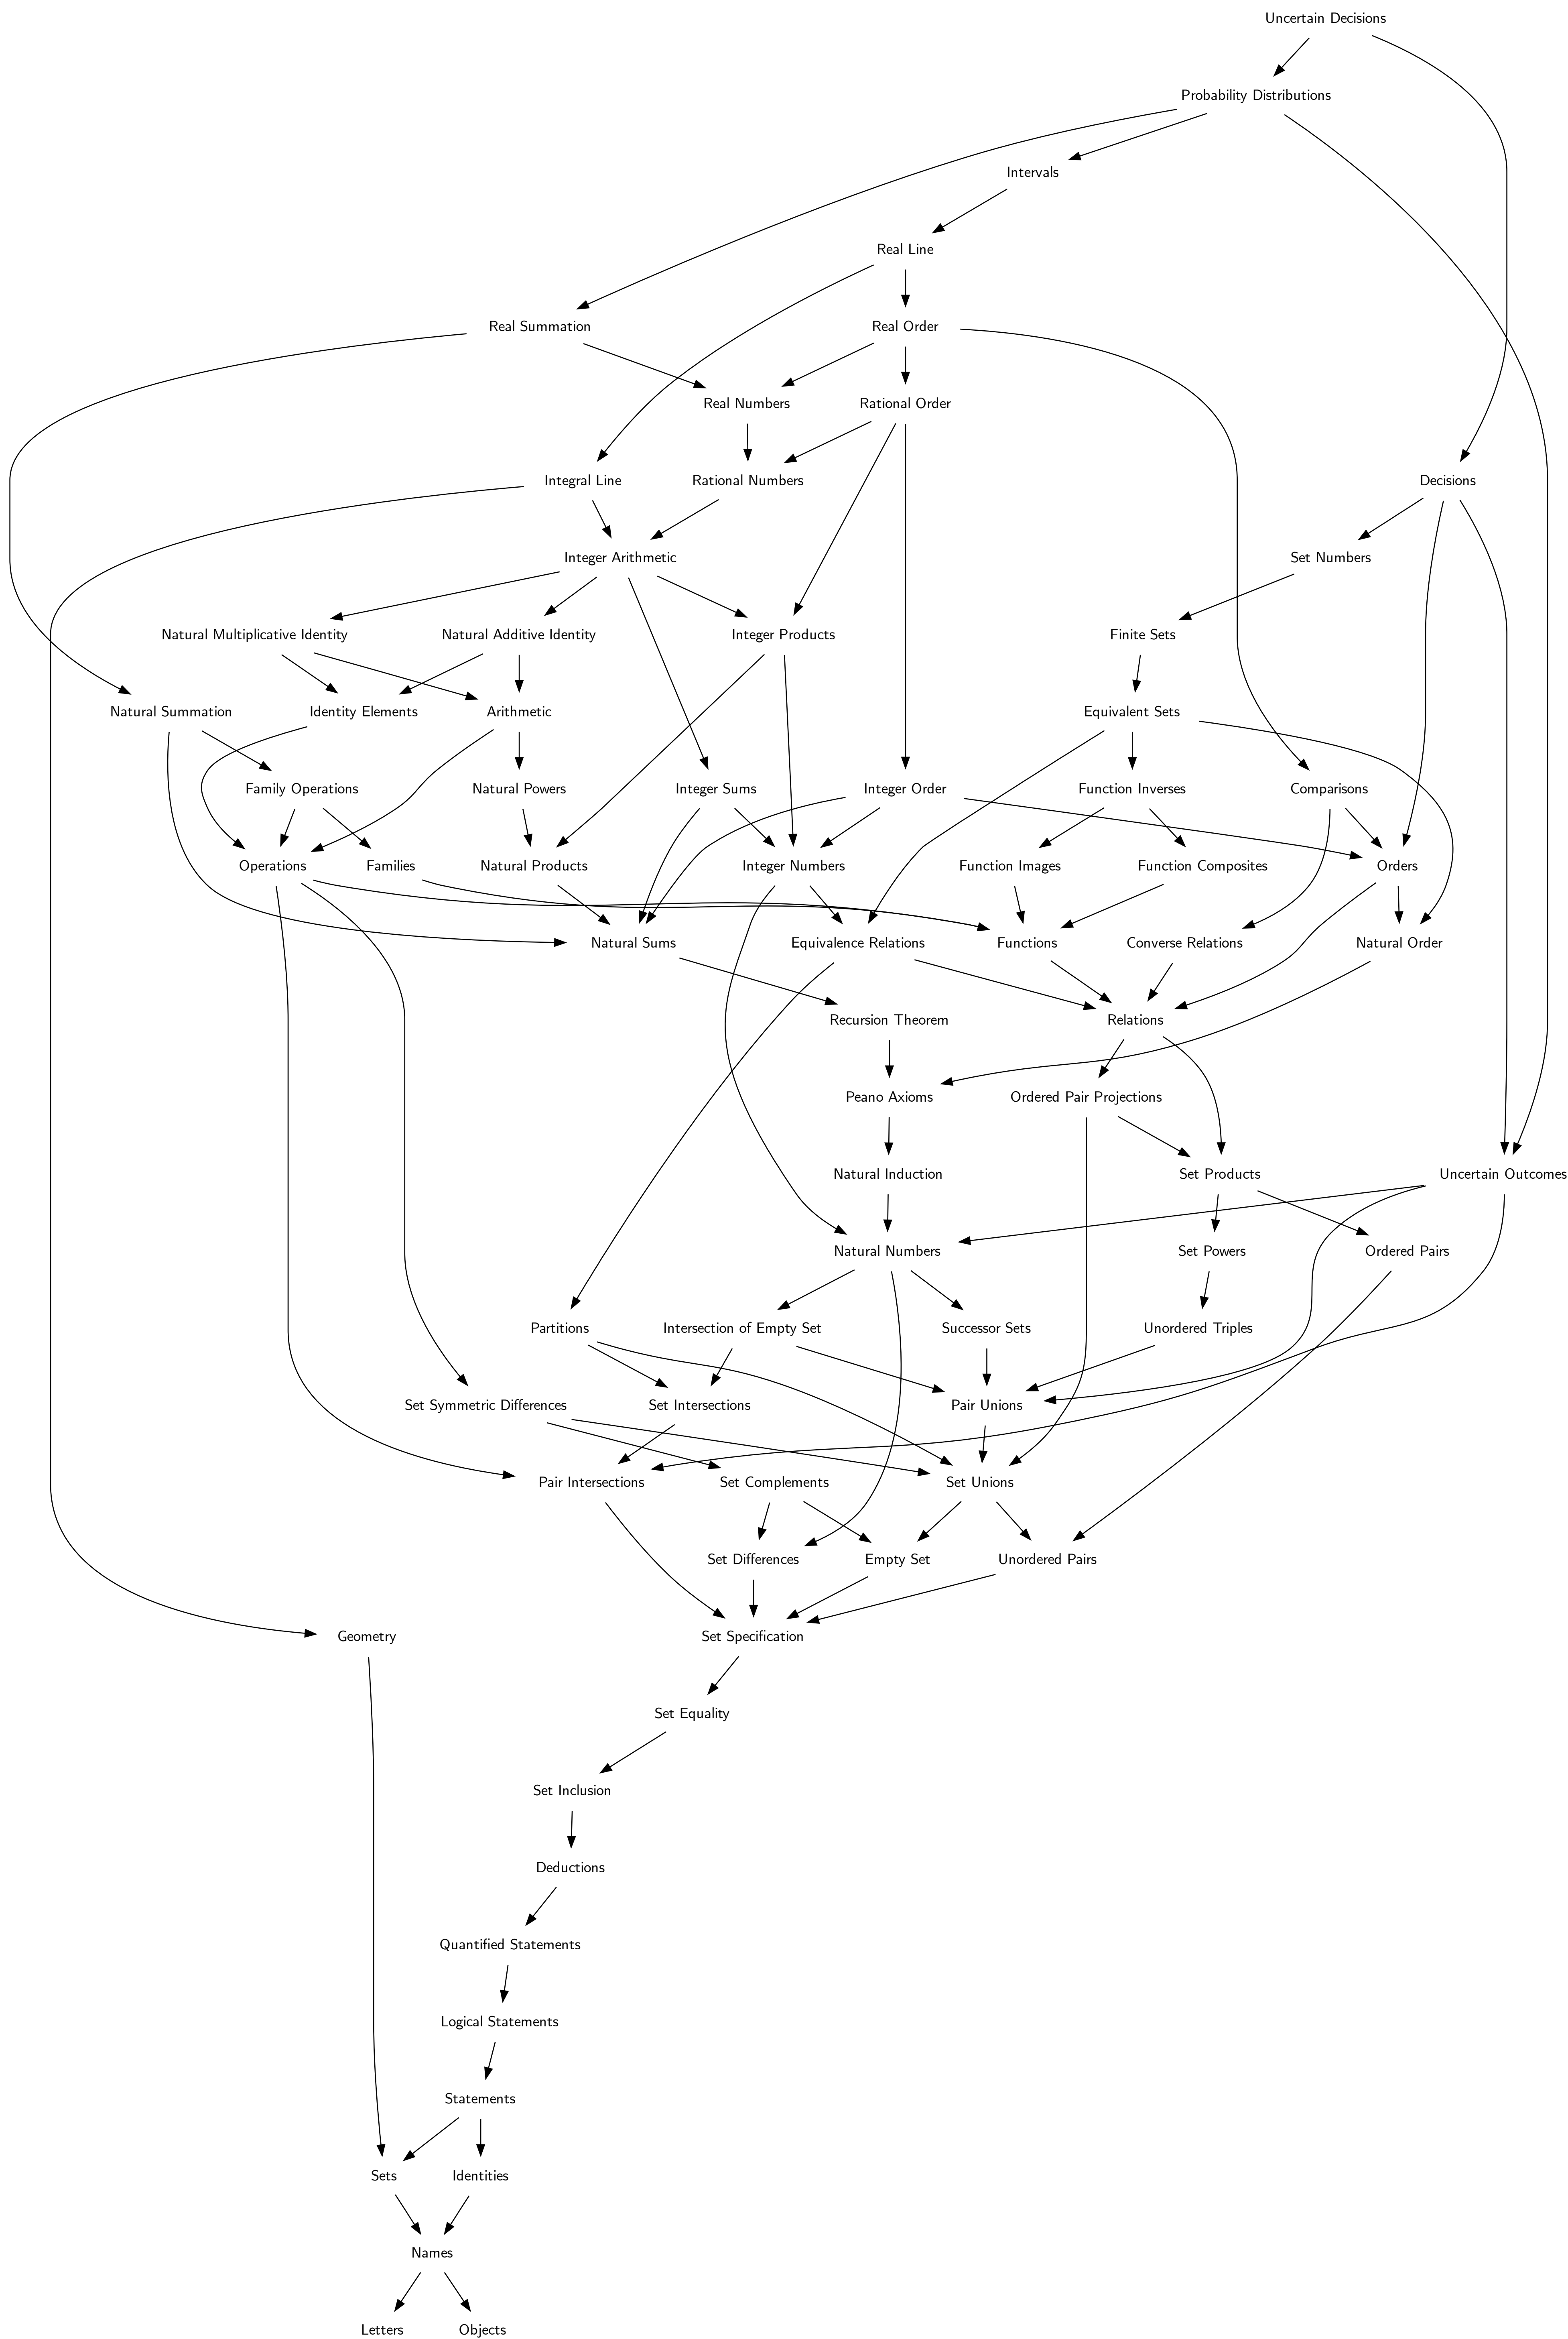 Uncertain Decisions
Probability Distributions
Intervals
Real Line
Real Summation
Real Order
Real Numbers
Rational Order
Integral Line
Rational Numbers
Decisions
Integer Arithmetic
Set Numbers
Natural Multiplicative Identity
Natural Additive Identity
Integer Products
Finite Sets
Natural Summation
Identity Elements
Arithmetic
Equivalent Sets
Family Operations
Natural Powers
Integer Sums
Integer Order
Function Inverses
Comparisons
Operations
Families
Natural Products
Integer Numbers
Function Images
Function Composites
Orders
Natural Sums
Equivalence Relations
Functions
Converse Relations
Natural Order
Recursion Theorem
Relations
Peano Axioms
Ordered Pair Projections
Natural Induction
Set Products
Uncertain Outcomes
Natural Numbers
Set Powers
Ordered Pairs
Partitions
Intersection of Empty Set
Successor Sets
Unordered Triples
Set Symmetric Differences
Set Intersections
Pair Unions
Pair Intersections
Set Complements
Set Unions
Set Differences
Empty Set
Unordered Pairs
Geometry
Set Specification
Set Equality
Set Inclusion
Deductions
Quantified Statements
Logical Statements
Statements
Sets
Identities
Names
Letters
Objects